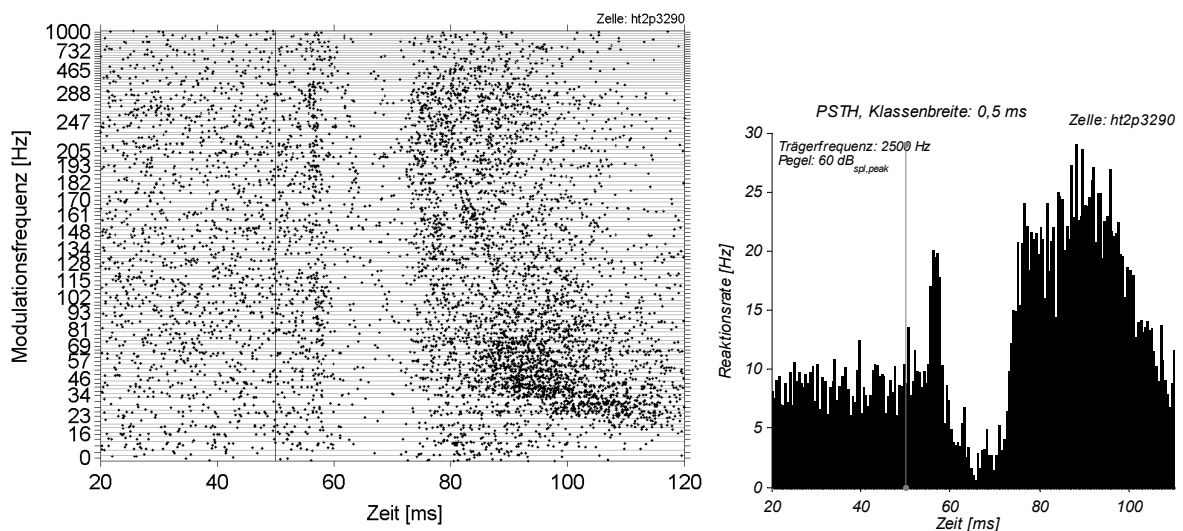 Zelle: ht2p3290
Modulationsfrequenz [Hz]
1000
732
465
288
247
205
193
182
170
161
148
134
128
115
102
93
81
69
57
46
34
23
16
0
20 40 60 80 100 120
Zeit [ms]
PSTH, Klassenbreite: 0,5 ms
Zelle: ht2p3290
Trägerfrequenz: 2500 Hz
Pegel: 60 dBspl,peak
Reaktionsrate [Hz]
30
25
20
15
10
5
0
20 40 60 80 100
Zeit [ms]